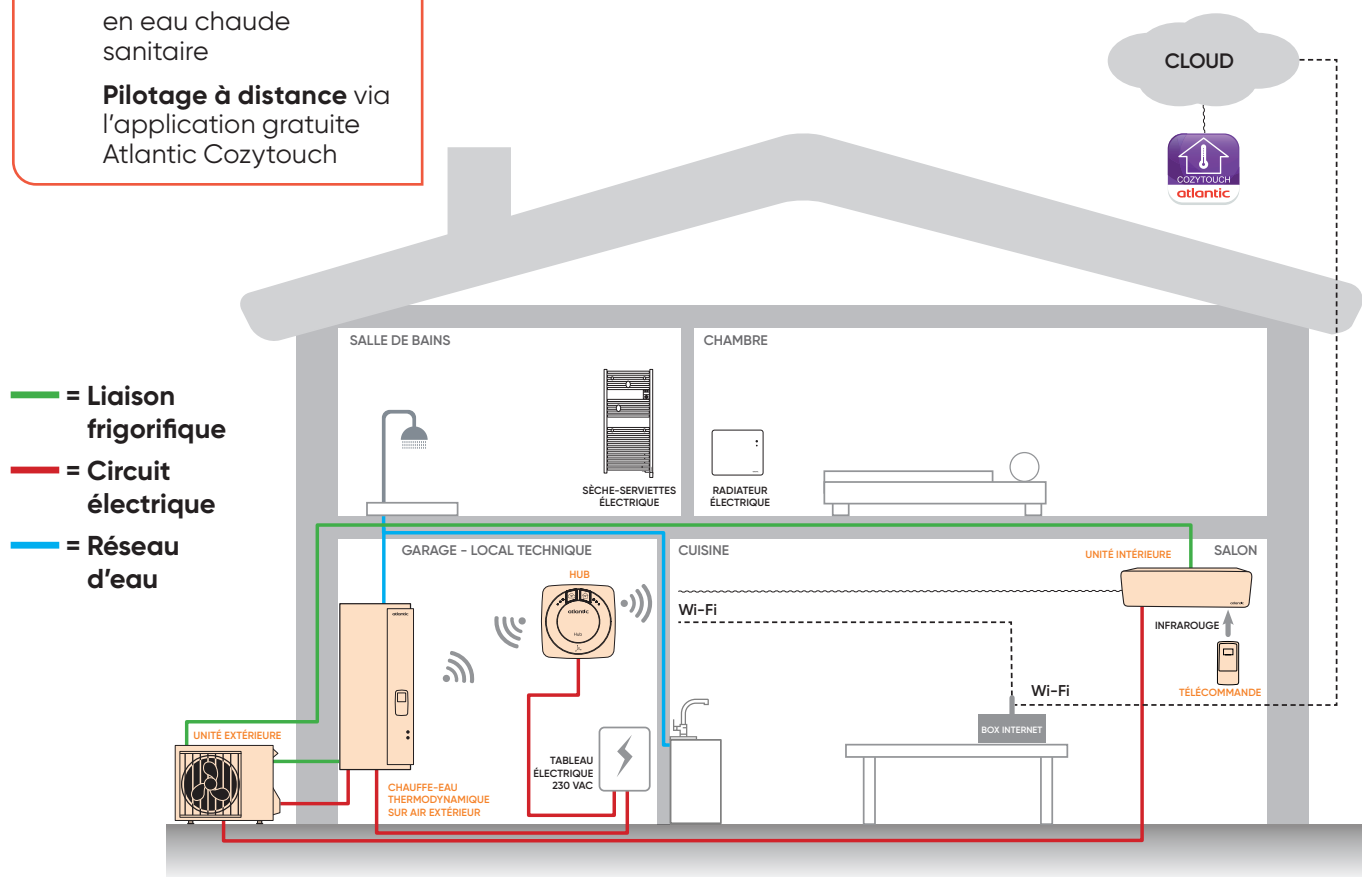 en eau chaude
sanitaire
Pilotage à distance via
l'application gratuite
Atlantic Cozytouch
CLOUD
COZYTOUCH
atlantic
SALLE DE BAINS
CHAMBRE
= Liaison
frigorifique
= Circuit
électrique
= Réseau
d'eau
SÈCHE-SERVIETTES
ÉLECTRIQUE
RADIATEUR
ÉLECTRIQUE
GARAGE - LOCAL TECHNIQUE
CUISINE
UNITÉ INTÉRIEURE
SALON
HUB
atlantic
atlantic
Hub
atlantic
Wi-Fi
INFRAROUGE
TÉLÉCOMMANDE
Wi-Fi
BOX INTERNET
UNITÉ EXTÉRIEURE
TABLEAU
ÉLECTRIQUE
230 VAC
CHAUFFE-EAU
THERMODYNAMIQUE
SUR AIR EXTÉRIEUR